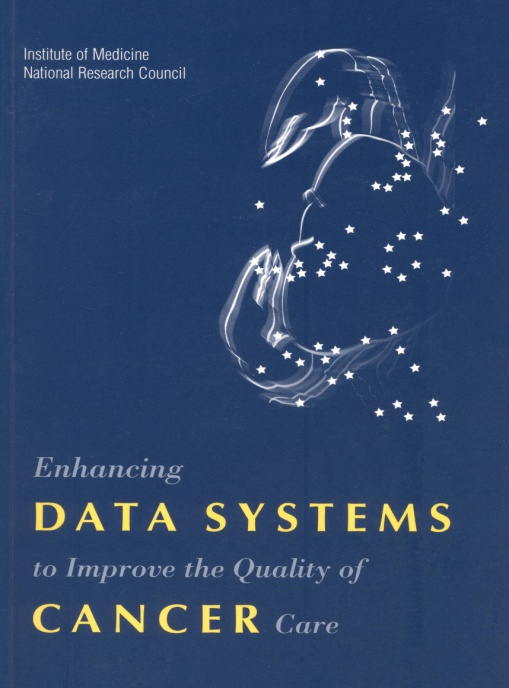 Institute of Medicine
National Research Council
Enhancing
DATA SYSTEMS
to Improve the Quality of
CANCER Care